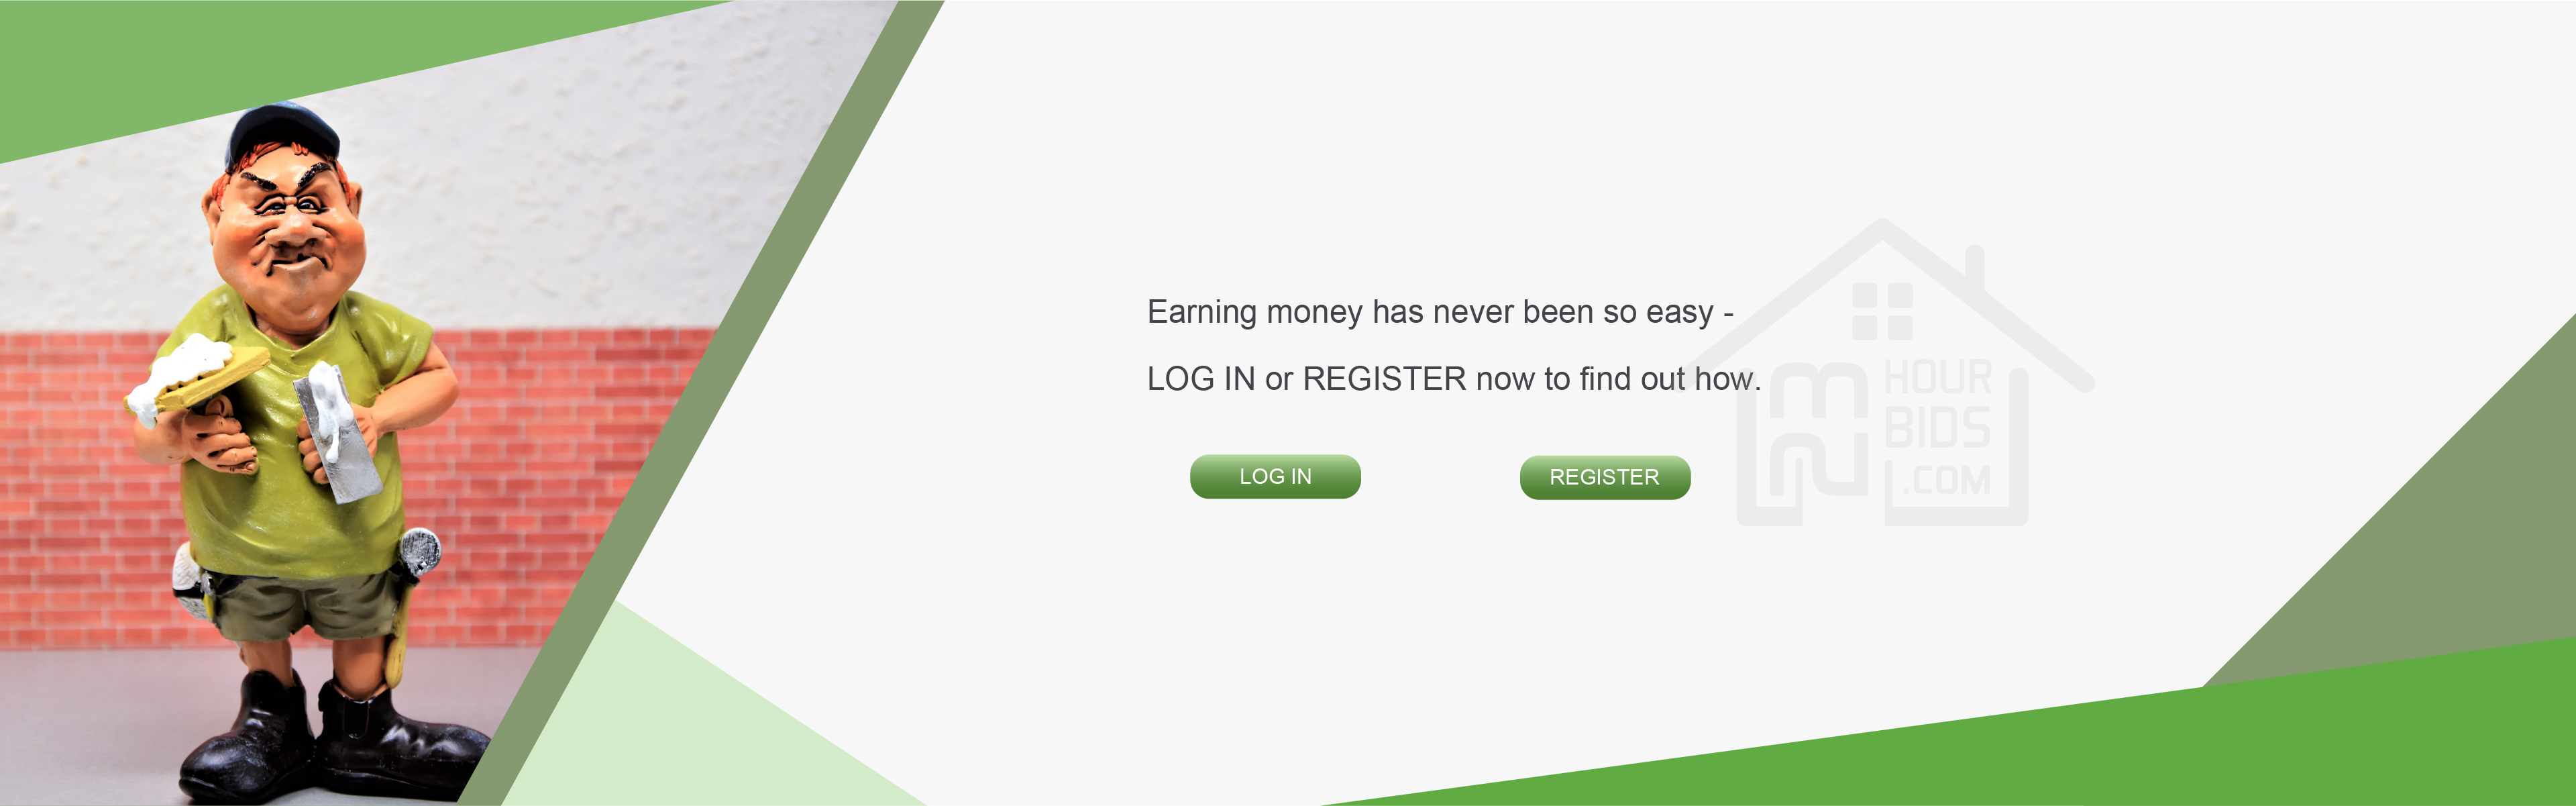 Earning money has never been so easy -
LOG IN or REGISTER now to find out how.
LOG IN
REGISTER
HOUR
BIDS
.COM